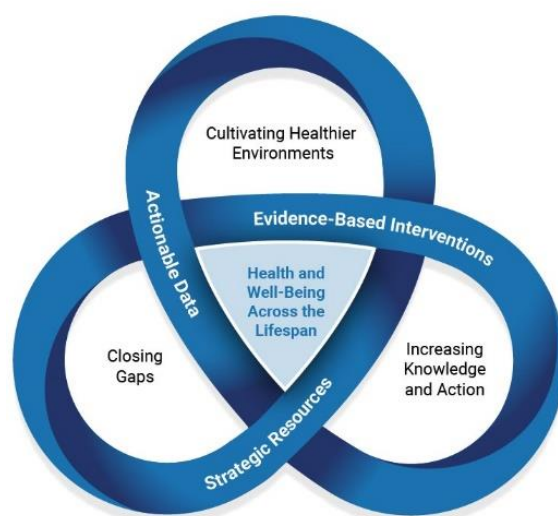 Cultivating Healthier
Environments
Actionable Data
Evidence-Based Interventions
Health and
Well-Being
Across the
Lifespan
Closing
Gaps
Increasing
Knowledge
and Action
Strategic Resources